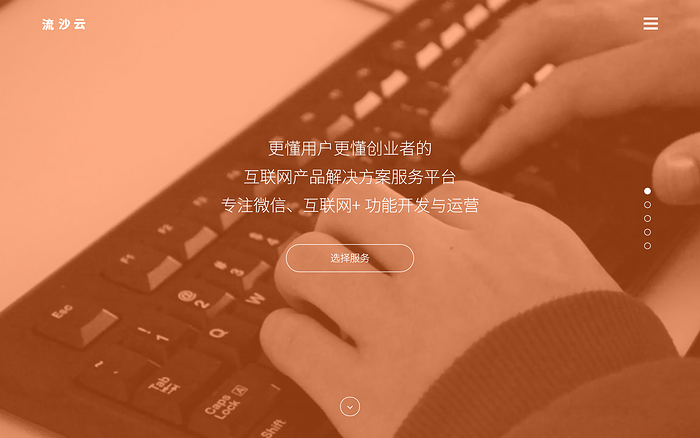 流沙云
更懂用户更懂创业者的
互联网产品解决方案服务平台
专注微信、互联网+ 功能开发与运营
选择服务
F1
F2
F3
F4
Esc
!
1
@
2
#
3
4
Q
W
Tab
Caps
Lock
A
Shift